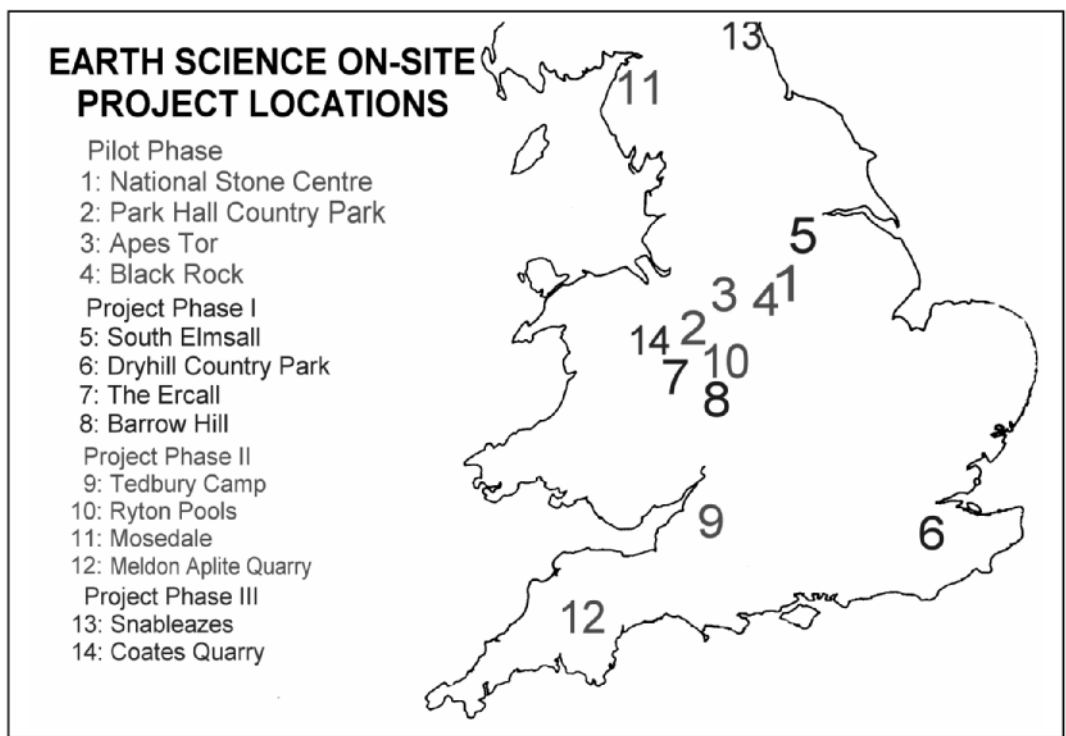 EARTH SCIENCE ON-SITE
PROJECT LOCATIONS
Pilot Phase
1: National Stone Centre
2: Park Hall Country Park
3: Apes Tor
4: Black Rock
Project Phase I
5: South Elmsall
6: Dryhill Country Park
7: The Ercall
8: Barrow Hill
Project Phase II
9: Tedbury Camp
10: Ryton Pools
11: Mosedale
12: Meldon Aplite Quarry
Project Phase III
13: Snableazes
14: Coates Quarry
13
11
5
1
3
4
2
14
10
7
8
9
6
12